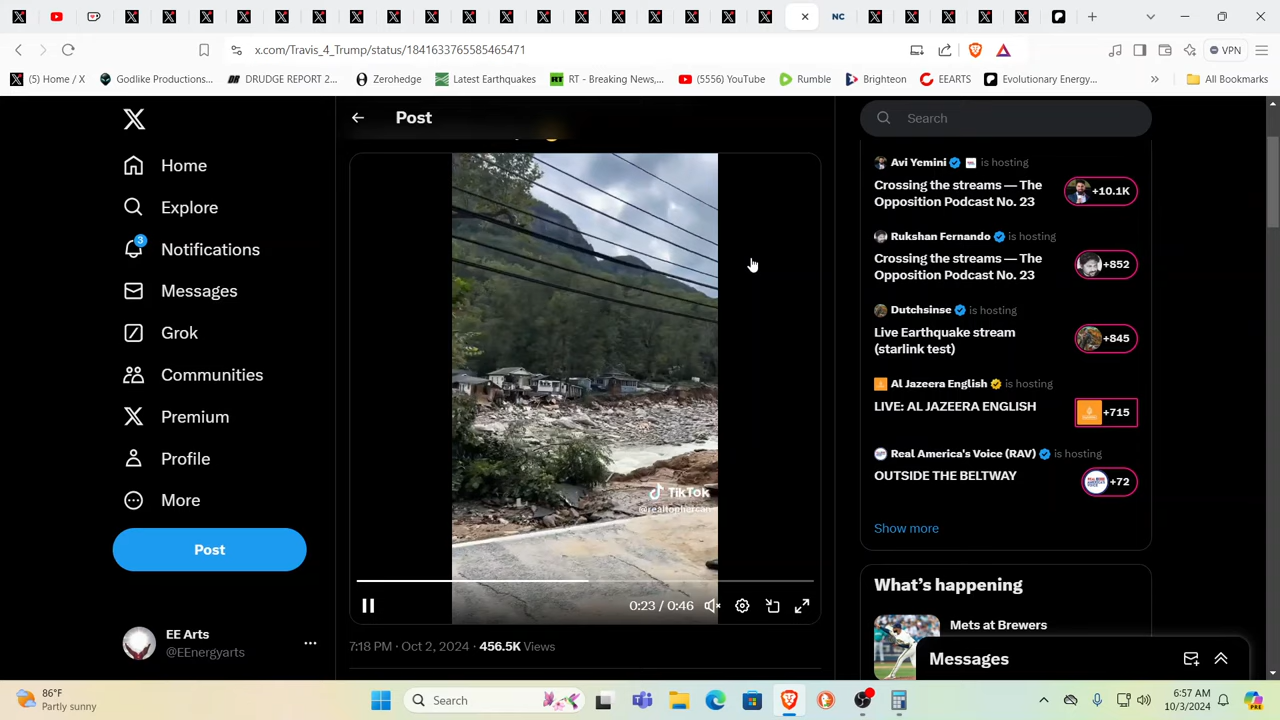 x.com/Travis_4_Trump/status/1841633765585465471
NC
VPN
(5) Home / X
Godlike Productions...
DRUDGE REPORT 2...
Zerohedge
Latest Earthquakes
RT
RT - Breaking News,...
(5556) YouTube
Rumble
Brighteon
EEARTS
Evolutionary Energy...
»
All Bookmarks
Home
Explore
3
Notifications
Messages
Grok
Communities
Premium
Profile
More
Post
EE Arts
@EEnergyarts
Post
TikTok
@realtophercan
0:23 / 0:46
7:18 PM · Oct 2, 2024 · 456.5K Views
Search
Avi Yemini is hosting
Crossing the streams — The
Opposition Podcast No. 23
+10.1K
Rukshan Fernando is hosting
Crossing the streams — The
Opposition Podcast No. 23
+852
Dutchsinse is hosting
Live Earthquake stream
(starlink test)
+845
Al Jazeera English is hosting
LIVE: AL JAZEERA ENGLISH
+715
Real America's Voice (RAV) is hosting
OUTSIDE THE BELTWAY
+72
Show more
What's happening
Mets at Brewers
Messages
86°F
Partly sunny
Search
6:57 AM
10/3/2024
PRE